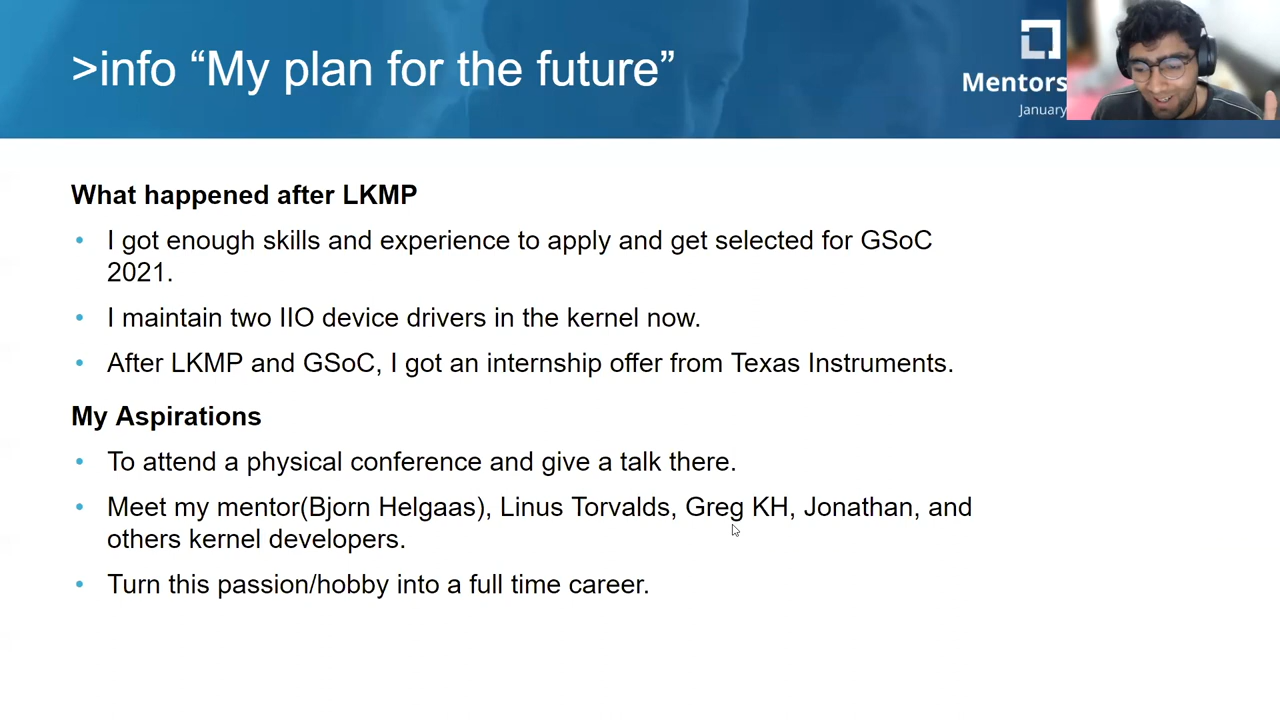 >info “My plan for the future”
Mentors
January
What happened after LKMP
• I got enough skills and experience to apply and get selected for GSoC
2021.
• I maintain two IIO device drivers in the kernel now.
• After LKMP and GSoC, I got an internship offer from Texas Instruments.
My Aspirations
• To attend a physical conference and give a talk there.
• Meet my mentor(Bjorn Helgaas), Linus Torvalds, Greg KH, Jonathan, and
others kernel developers.
• Turn this passion/hobby into a full time career.